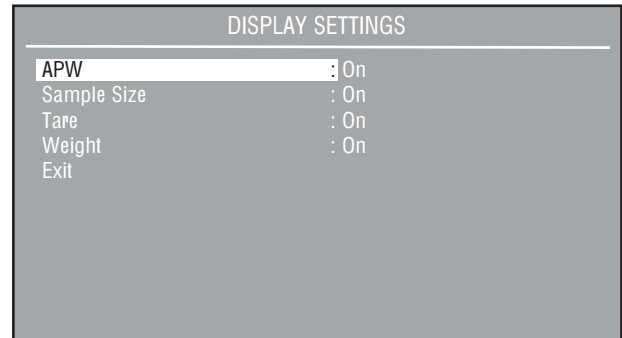 DISPLAY SETTINGS
APW : On
Sample Size : On
Tare : On
Weight : On
Exit